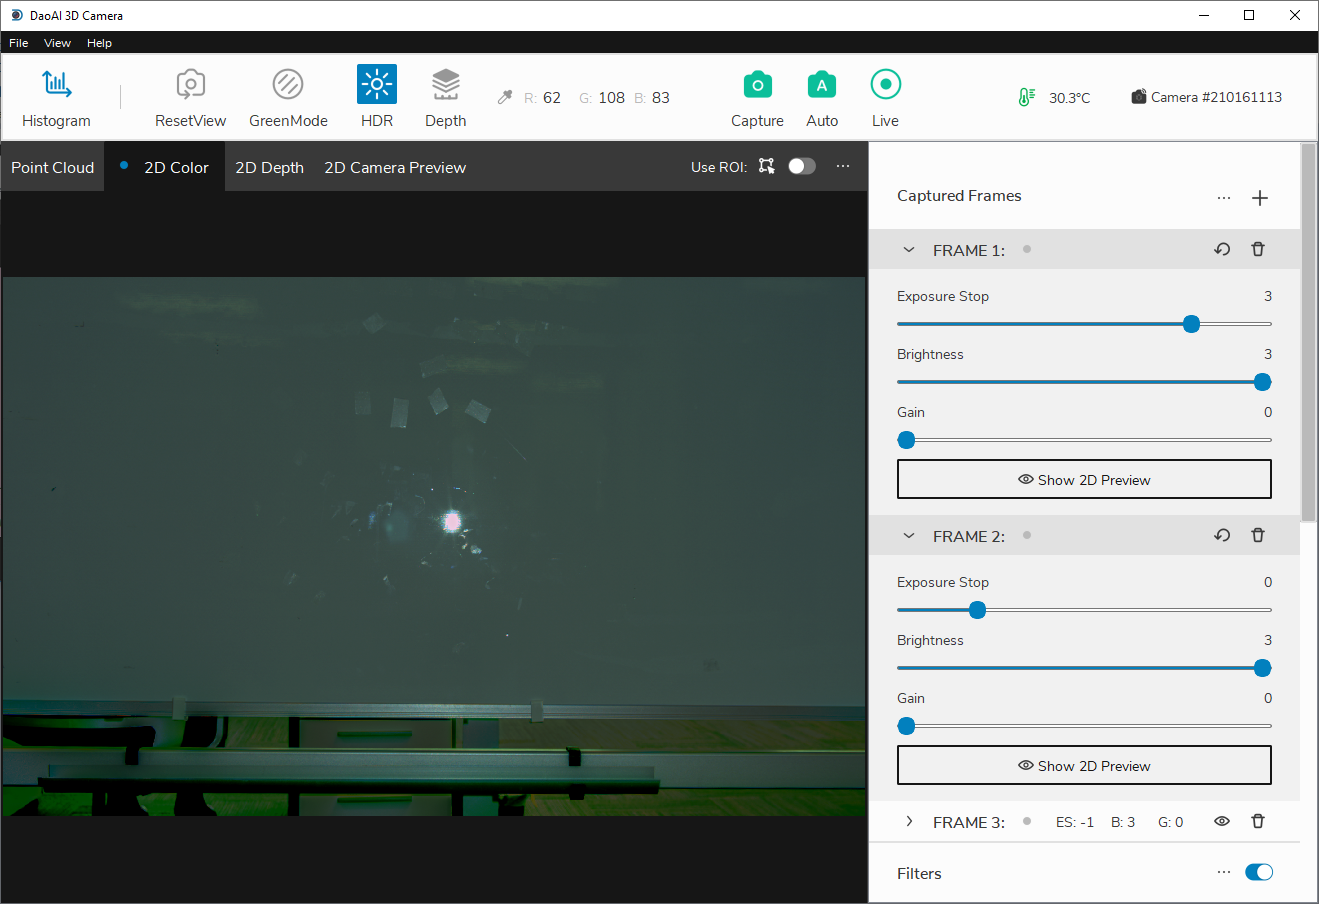 DaoAI 3D Camera
File View Help
Histogram ResetView GreenMode HDR Depth R: 62 G: 108 B: 83 Capture Auto Live 30.3°C Camera #210161113
Point Cloud 2D Color 2D Depth 2D Camera Preview Use ROI: ...
Captured Frames ...
FRAME 1:
Exposure Stop 3
Brightness 3
Gain 0
Show 2D Preview
FRAME 2:
Exposure Stop 0
Brightness 3
Gain 0
Show 2D Preview
FRAME 3: ES: -1 B: 3 G: 0
Filters ...